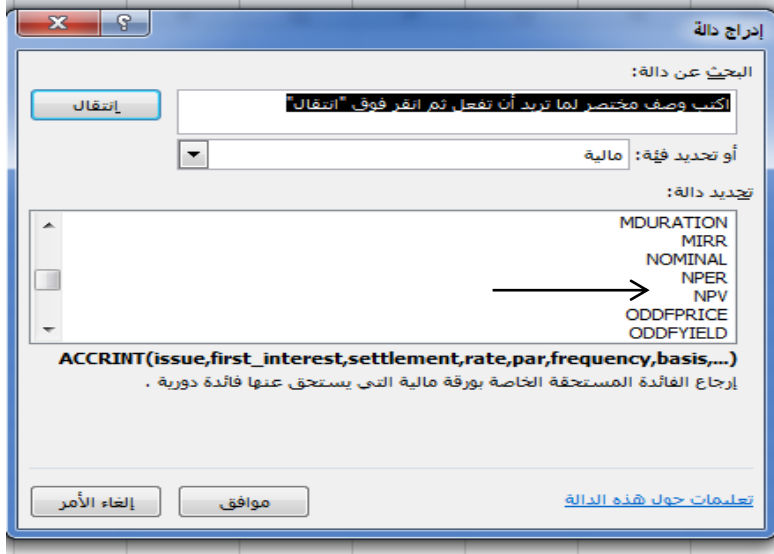 إدراج دالة
البحث عن دالة:
اكتب وصف مختصر لما تريد أن تفعل ثم انقر فوق "انتقال"
إنتقال
أو تحديد فئة: مالية
تحديد دالة:
MDURATION
MIRR
NOMINAL
NPER
NPV
ODDFPRICE
ODDFYIELD
ACCRINT(issue,first_interest,settlement,rate,par,frequency,basis,...)
إرجاع الفائدة المستحقة الخاصة بورقة مالية التي يستحق عنها فائدة دورية .
تعليمات حول هذه الدالة
موافق
إلغاء الأمر